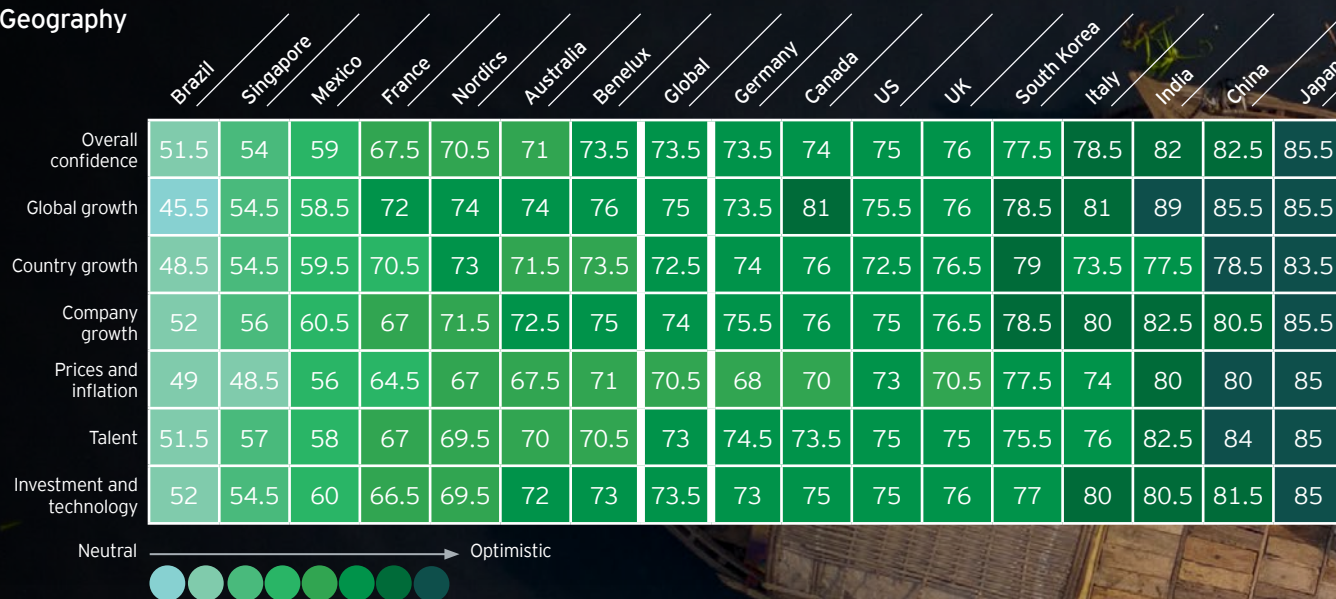 Geography
Brazil Singapore Mexico France Nordics Australia Benelux Global Germany Canada US UK South Korea Italy India China Japan
Overall
confidence
51.5 54 59 67.5 70.5 71 73.5 73.5 73.5 74 75 76 77.5 78.5 82 82.5 85.5
Global growth 45.5 54.5 58.5 72 74 74 76 75 73.5 81 75.5 76 78.5 81 89 85.5 85.5
Country growth 48.5 54.5 59.5 70.5 73 71.5 73.5 72.5 74 76 72.5 76.5 79 73.5 77.5 78.5 83.5
Company
growth
52 56 60.5 67 71.5 72.5 75 74 75.5 76 75 76.5 78.5 80 82.5 80.5 85.5
Prices and
inflation
49 48.5 56 64.5 67 67.5 71 70.5 68 70 73 70.5 77.5 74 80 80 85
Talent 51.5 57 58 67 69.5 70 70.5 73 74.5 73.5 75 75 75.5 76 82.5 84 85
Investment and
technology
52 54.5 60 66.5 69.5 72 73 73.5 73 75 75 76 77 80 80.5 81.5 85
Neutral Optimistic